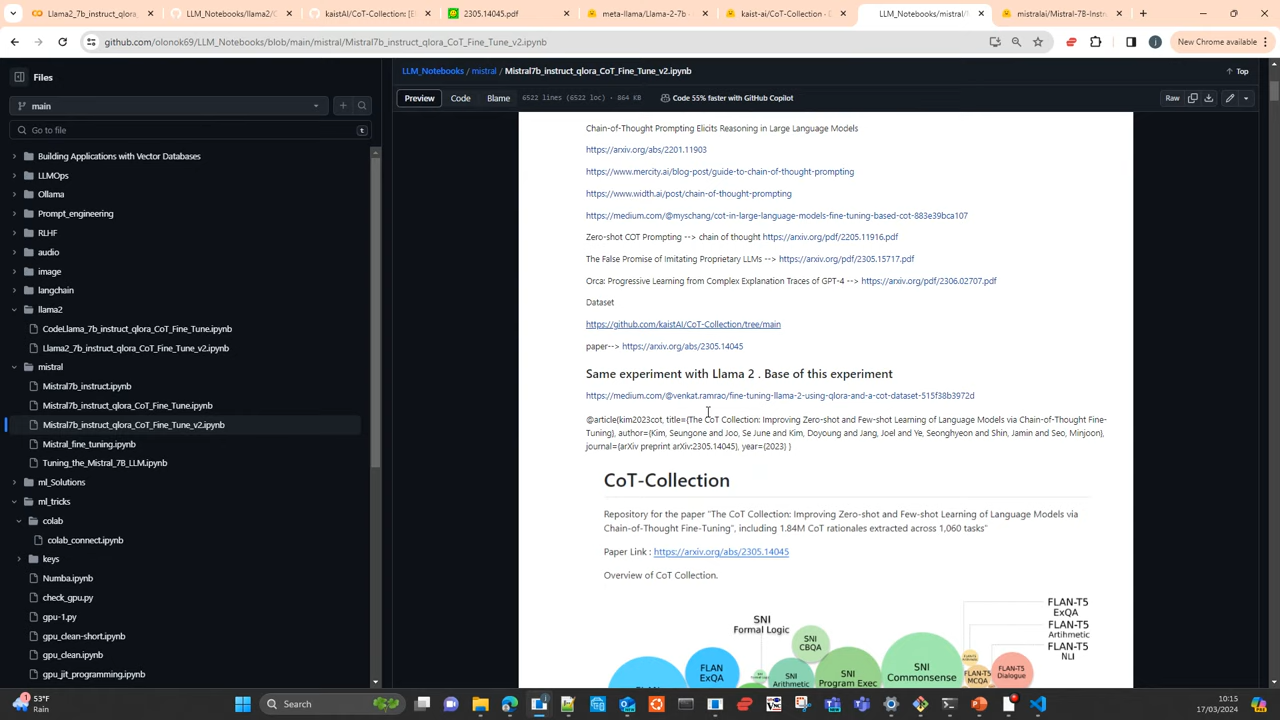 Llama2_7b_instruct_qlora_Co
LLM_Notebooks/llama2/C
kaistAI/CoT-Collection: [E
2305.14045.pdf
meta-llama/Llama-2-7b
kaist-ai/CoT-Collection · D
LLM_Notebooks/mistral/
mistralai/Mistral-7B-Instr
github.com/olonok69/LLM_Notebooks/blob/main/mistral/Mistral7b_instruct_qlora_CoT_Fine_Tune_v2.ipynb
New Chrome available
Files
LLM_Notebooks / mistral / Mistral7b_instruct_qlora_CoT_Fine_Tune_v2.ipynb
Top
main
Preview
Code
Blame
6522 lines (6522 loc) · 864 KB
Code 55% faster with GitHub Copilot
Raw
Go to file
t
Building Applications with Vector Databases
LLMOps
Ollama
Prompt_engineering
RLHF
audio
image
langchain
llama2
CodeLlama_7b_instruct_qlora_CoT_Fine_Tune.ipynb
Llama2_7b_instruct_qlora_CoT_Fine_Tune_v2.ipynb
mistral
Mistral7b_instruct.ipynb
Mistral7b_instruct_qlora_CoT_Fine_Tune.ipynb
Mistral7b_instruct_qlora_CoT_Fine_Tune_v2.ipynb
Mistral_fine_tuning.ipynb
Tuning_the_Mistral_7B_LLM.ipynb
ml_Solutions
ml_tricks
colab
colab_connect.ipynb
keys
Numba.ipynb
check_gpu.py
gpu-1.py
gpu_clean-short.ipynb
gpu_clean.ipynb
gpu_jit_programming.ipynb
Chain-of-Thought Prompting Elicits Reasoning in Large Language Models
https://arxiv.org/abs/2201.11903
https://www.mercity.ai/blog-post/guide-to-chain-of-thought-prompting
https://www.width.ai/post/chain-of-thought-prompting
https://medium.com/@myschang/cot-in-large-language-models-fine-tuning-based-cot-883e39bca107
Zero-shot COT Prompting --> chain of thought https://arxiv.org/pdf/2205.11916.pdf
The False Promise of Imitating Proprietary LLMs --> https://arxiv.org/pdf/2305.15717.pdf
Orca: Progressive Learning from Complex Explanation Traces of GPT-4 --> https://arxiv.org/pdf/2306.02707.pdf
Dataset
https://github.com/kaistAI/CoT-Collection/tree/main
paper--> https://arxiv.org/abs/2305.14045
Same experiment with Llama 2 . Base of this experiment
https://medium.com/@venkat.ramrao/fine-tuning-llama-2-using-qlora-and-a-cot-dataset-515f38b3972d
@article{kim2023cot, title={The CoT Collection: Improving Zero-shot and Few-shot Learning of Language Models via Chain-of-Thought Fine-
Tuning}, author={Kim, Seungone and Joo, Se June and Kim, Doyoung and Jang, Joel and Ye, Seonghyeon and Shin, Jamin and Seo, Minjoon},
journal={arXiv preprint arXiv:2305.14045}, year={2023} }
CoT-Collection
Repository for the paper "The CoT Collection: Improving Zero-shot and Few-shot Learning of Language Models via
Chain-of-Thought Fine-Tuning", including 1.84M CoT rationales extracted across 1,060 tasks"
Paper Link : https://arxiv.org/abs/2305.14045
Overview of CoT Collection.
SNI
Formal Logic
SNI
CBQA
FLAN
ExQA
SNI
Arithmetic
SNI
Program Exec
SNI
Commonsense
FLAN-T5
ExQA
FLAN-T5
Artihmetic
FLAN-T5
NLI
FLAN-T5
MCQA
FLAN-T5
Dialogue
53°F
Rain
Search
10:15
17/03/2024